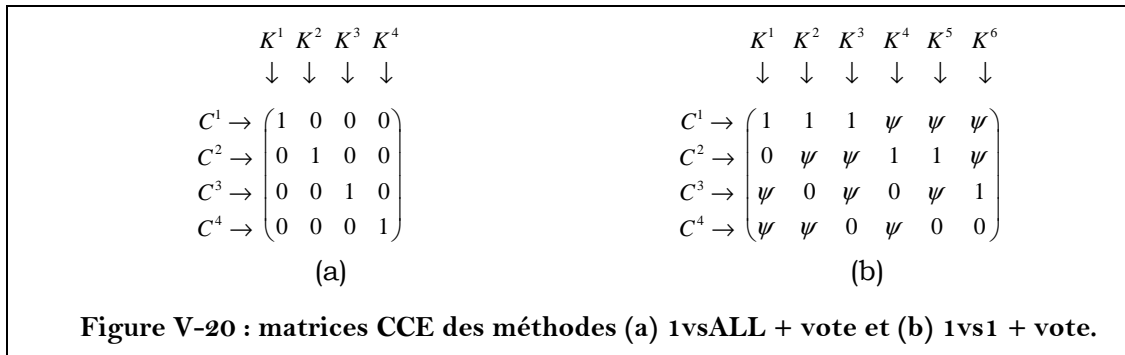 K¹ K² K³ K⁴
↓ ↓ ↓ ↓
C¹ → (1 0 0 0)
C² → (0 1 0 0)
C³ → (0 0 1 0)
C⁴ → (0 0 0 1)
(a)
K¹ K² K³ K⁴ K⁵ K⁶
↓ ↓ ↓ ↓ ↓ ↓
C¹ → (1 1 1 ψ ψ ψ)
C² → (0 ψ ψ 1 1 ψ)
C³ → (ψ 0 ψ 0 ψ 1)
C⁴ → (ψ ψ 0 ψ 0 0)
(b)
Figure V-20 : matrices CCE des méthodes (a) 1vsALL + vote et (b) 1vs1 + vote.